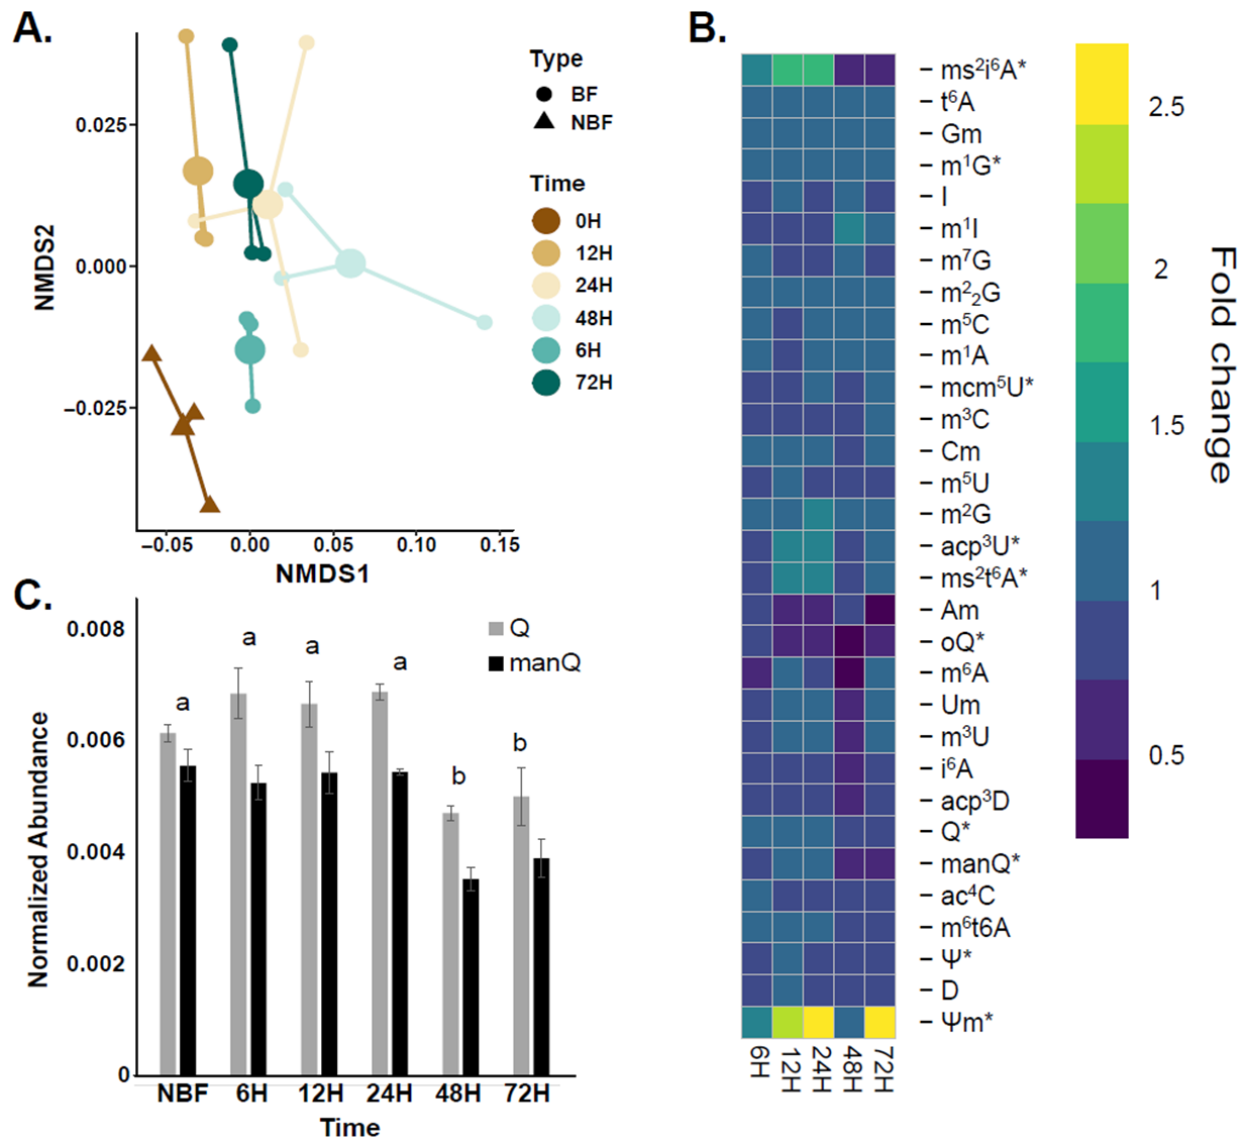 A.
0.025
0.000
−0.025
NMDS2
−0.05 0.00 0.05 0.10 0.15
NMDS1
Type
BF
NBF
Time
0H
12H
24H
48H
6H
72H
B.
ms²i⁶A*
t⁶A
Gm
m¹G*
I
m¹I
m⁷G
m²₂G
m⁵C
m¹A
mcm⁵U*
m³C
Cm
m⁵U
m²G
acp³U*
ms²t⁶A*
Am
oQ*
m⁶A
Um
m³U
i⁶A
acp³D
Q*
manQ*
ac⁴C
m⁶t6A
Ψ*
D
Ψm*
6H 12H 24H 48H 72H
2.5
2
1.5
1
0.5
Fold change
C.
0.008
0.006
0.004
0.002
0
Normalized Abundance
Q
manQ
a a a a b b
NBF 6H 12H 24H 48H 72H
Time